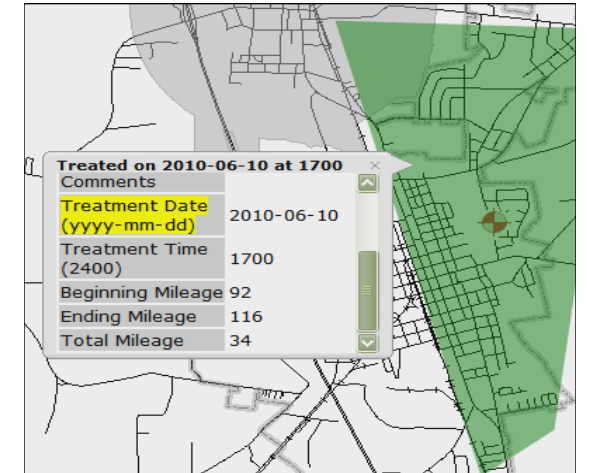 Treated on 2010-06-10 at 1700 ×
Comments
Treatment Date
(yyyy-mm-dd) 2010-06-10
Treatment Time
(2400) 1700
Beginning Mileage 92
Ending Mileage 116
Total Mileage 34